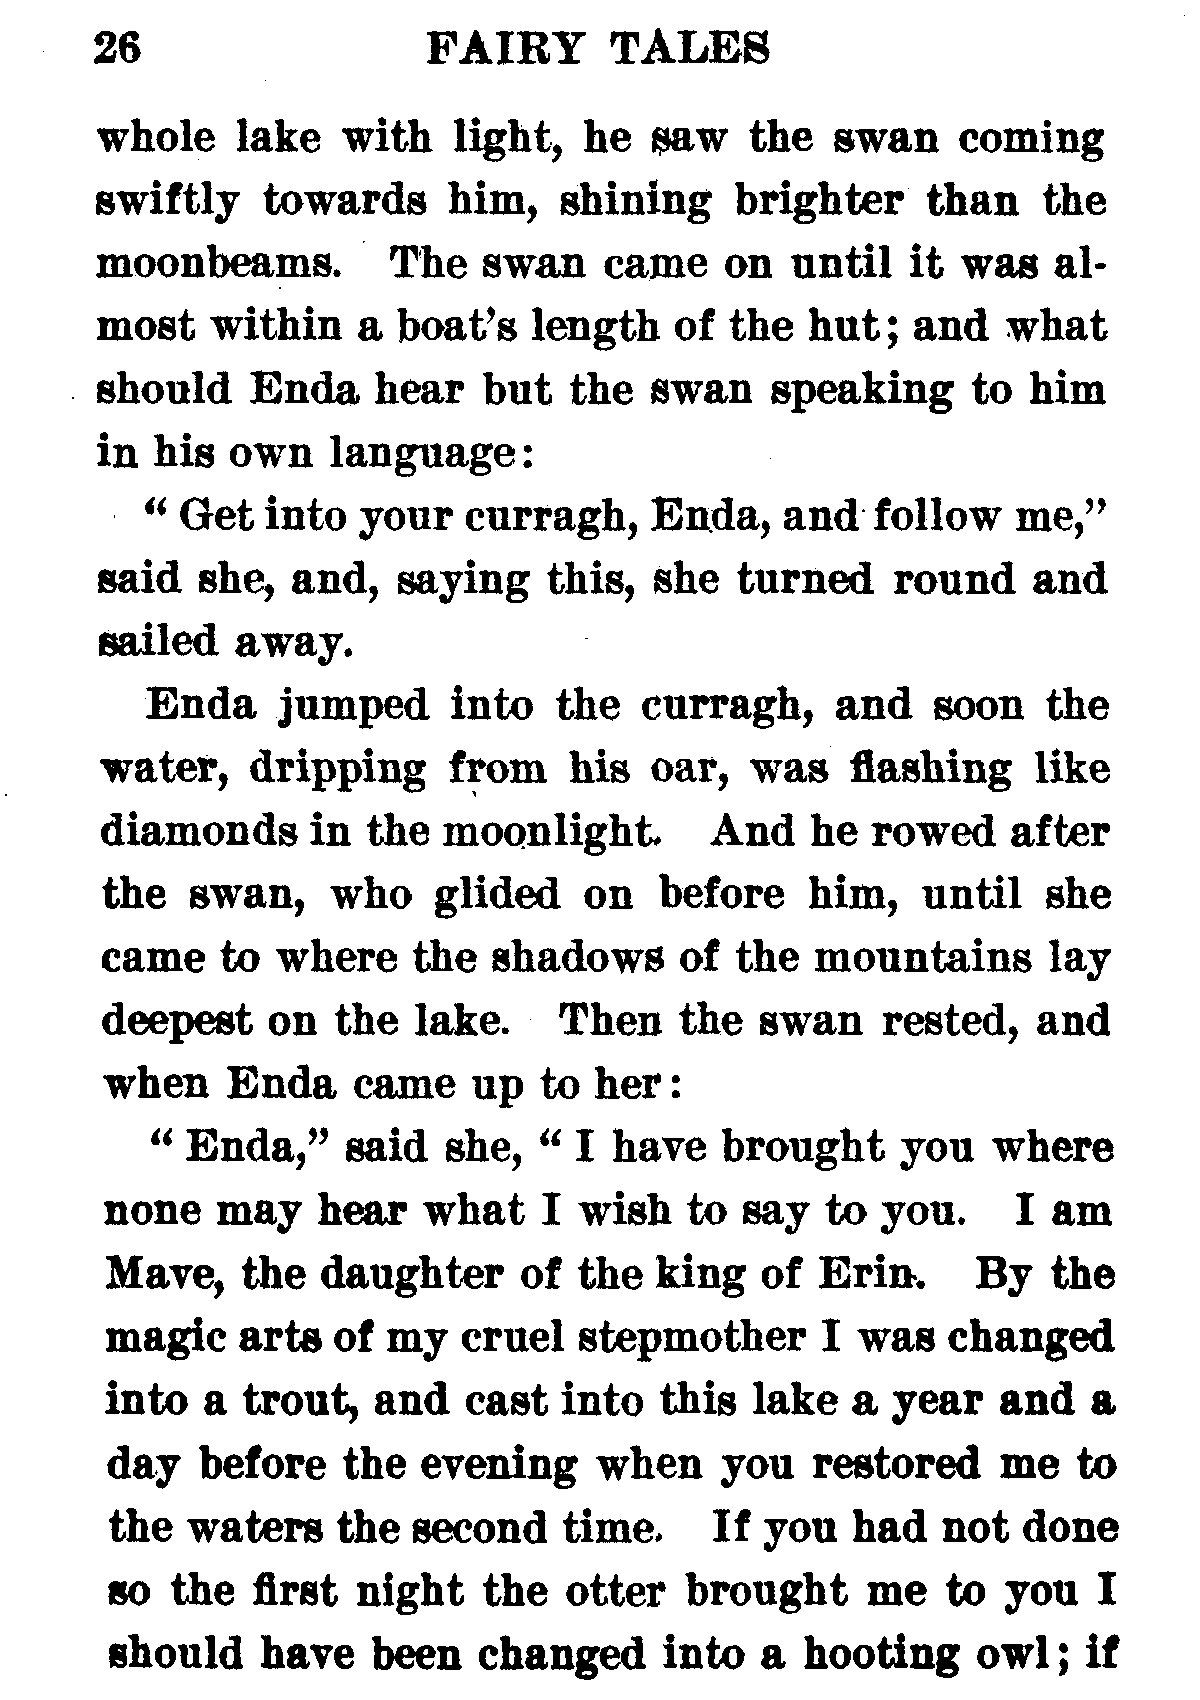 26 FAIRY TALES
whole lake with light, he saw the swan coming
swiftly towards him, shining brighter than the
moonbeams. The swan came on until it was al-
most within a boat's length of the hut; and what
should Enda hear but the swan speaking to him
in his own language:
" Get into your curragh, Enda, and follow me,"
said she, and, saying this, she turned round and
sailed away.
Enda jumped into the curragh, and soon the
water, dripping from his oar, was flashing like
diamonds in the moonlight. And he rowed after
the swan, who glided on before him, until she
came to where the shadows of the mountains lay
deepest on the lake. Then the swan rested, and
when Enda came up to her:
" Enda," said she, " I have brought you where
none may hear what I wish to say to you. I am
Mave, the daughter of the king of Erin. By the
magic arts of my cruel stepmother I was changed
into a trout, and cast into this lake a year and a
day before the evening when you restored me to
the waters the second time. If you had not done
so the first night the otter brought me to you I
should have been changed into a hooting owl; if